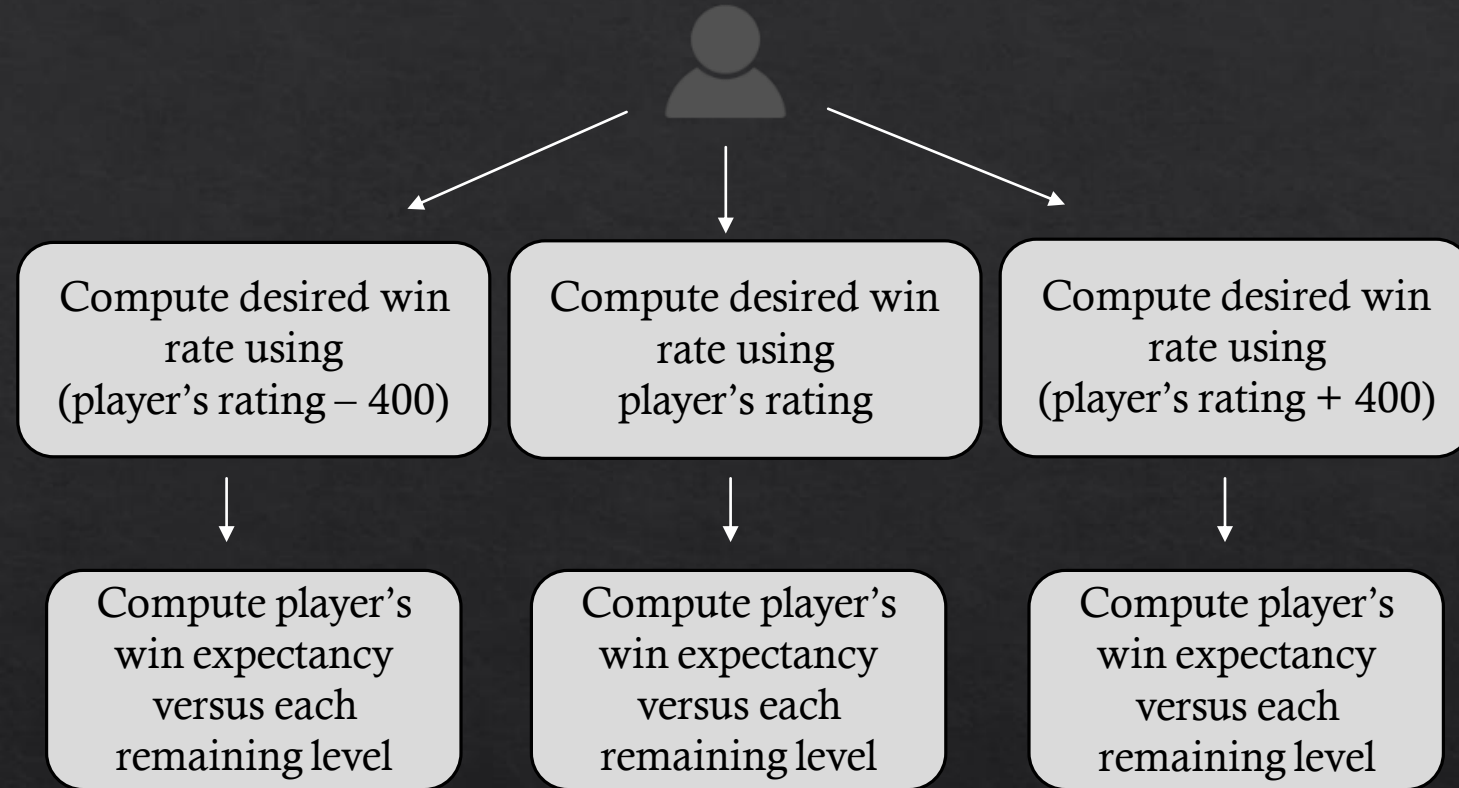 Compute desired win
rate using
(player’s rating – 400)
Compute desired win
rate using
player’s rating
Compute desired win
rate using
(player’s rating + 400)
Compute player’s
win expectancy
versus each
remaining level
Compute player’s
win expectancy
versus each
remaining level
Compute player’s
win expectancy
versus each
remaining level